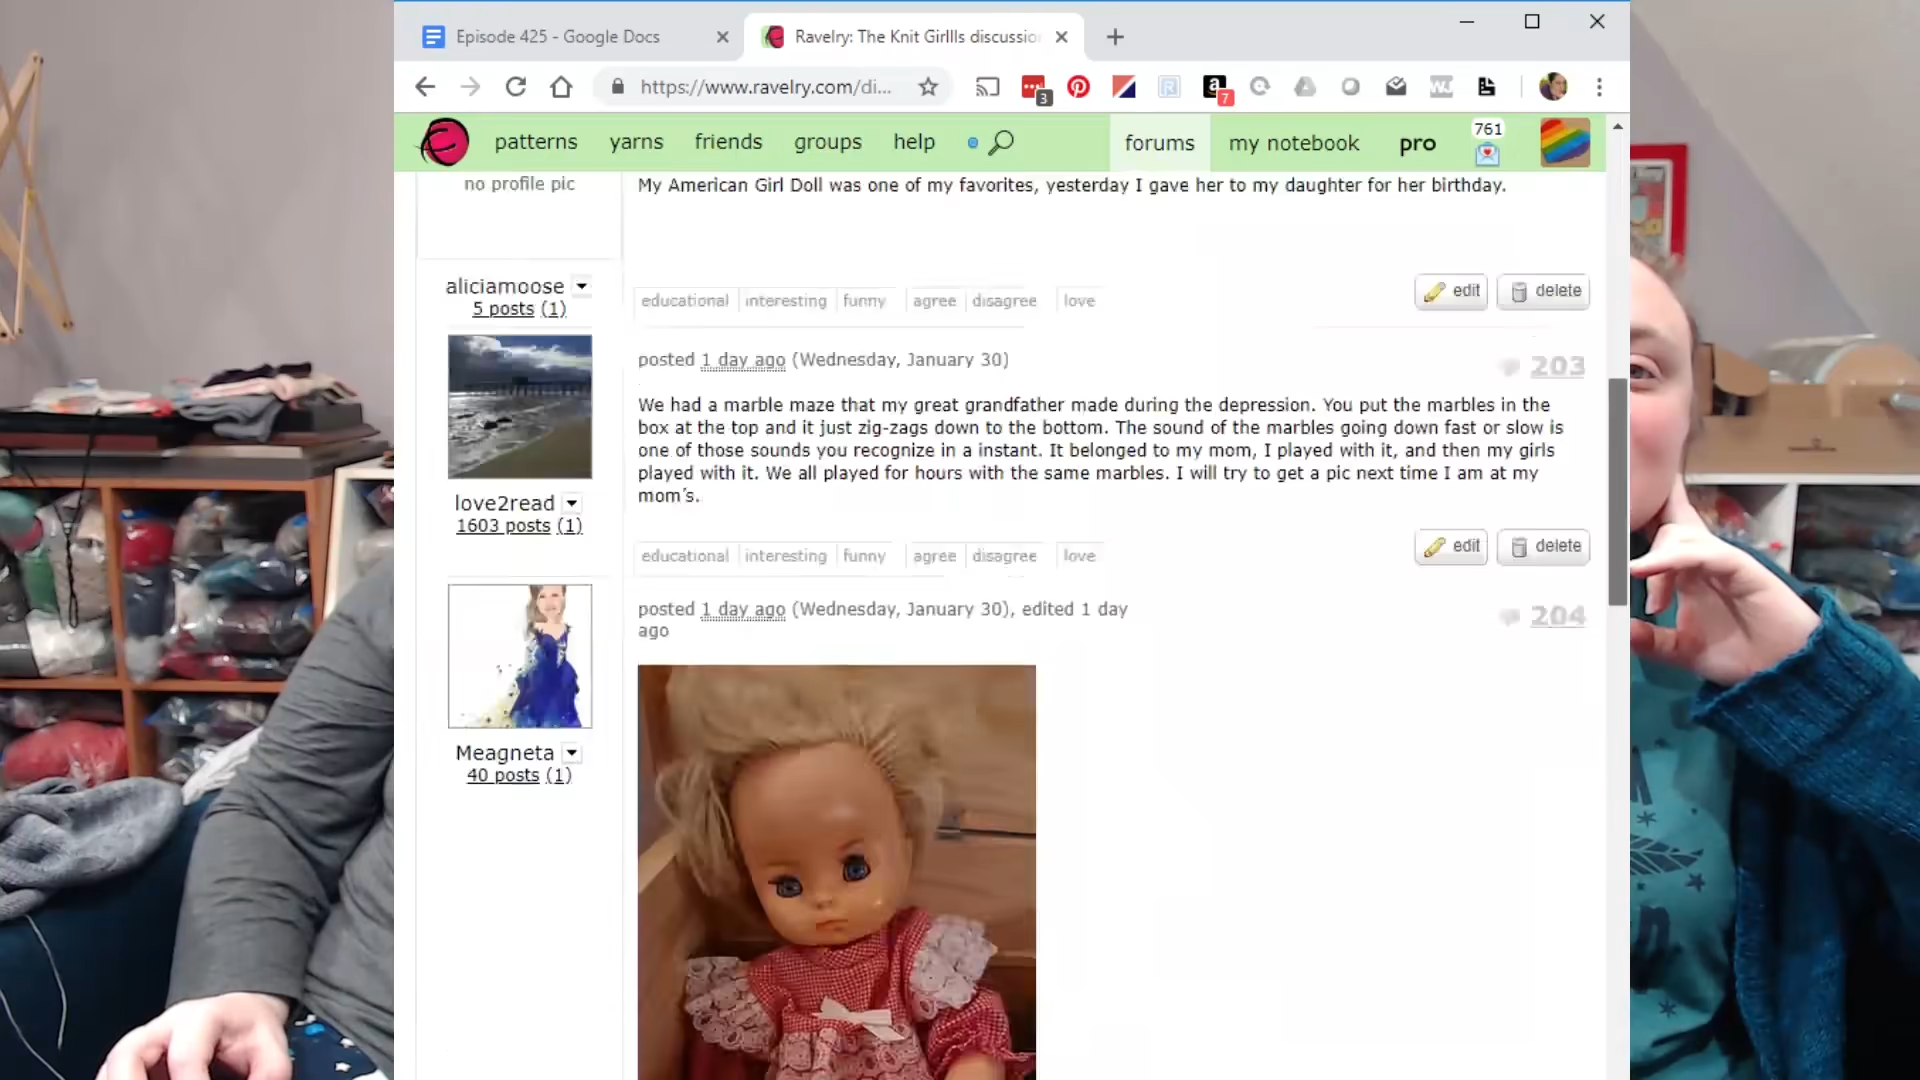 Episode 425 - Google Docs
Ravelry: The Knit Girllls discussio
https://www.ravelry.com/di...
3
7
patterns yarns friends groups help forums my notebook pro 761
no profile pic
My American Girl Doll was one of my favorites, yesterday I gave her to my daughter for her birthday.
aliciamoose
5 posts (1)
educational interesting funny agree disagree love edit delete
posted 1 day ago (Wednesday, January 30) 203
We had a marble maze that my great grandfather made during the depression. You put the marbles in the
box at the top and it just zig-zags down to the bottom. The sound of the marbles going down fast or slow is
one of those sounds you recognize in a instant. It belonged to my mom, I played with it, and then my girls
played with it. We all played for hours with the same marbles. I will try to get a pic next time I am at my
mom's.
love2read
1603 posts (1)
educational interesting funny agree disagree love edit delete
posted 1 day ago (Wednesday, January 30), edited 1 day
ago
204
Meagneta
40 posts (1)